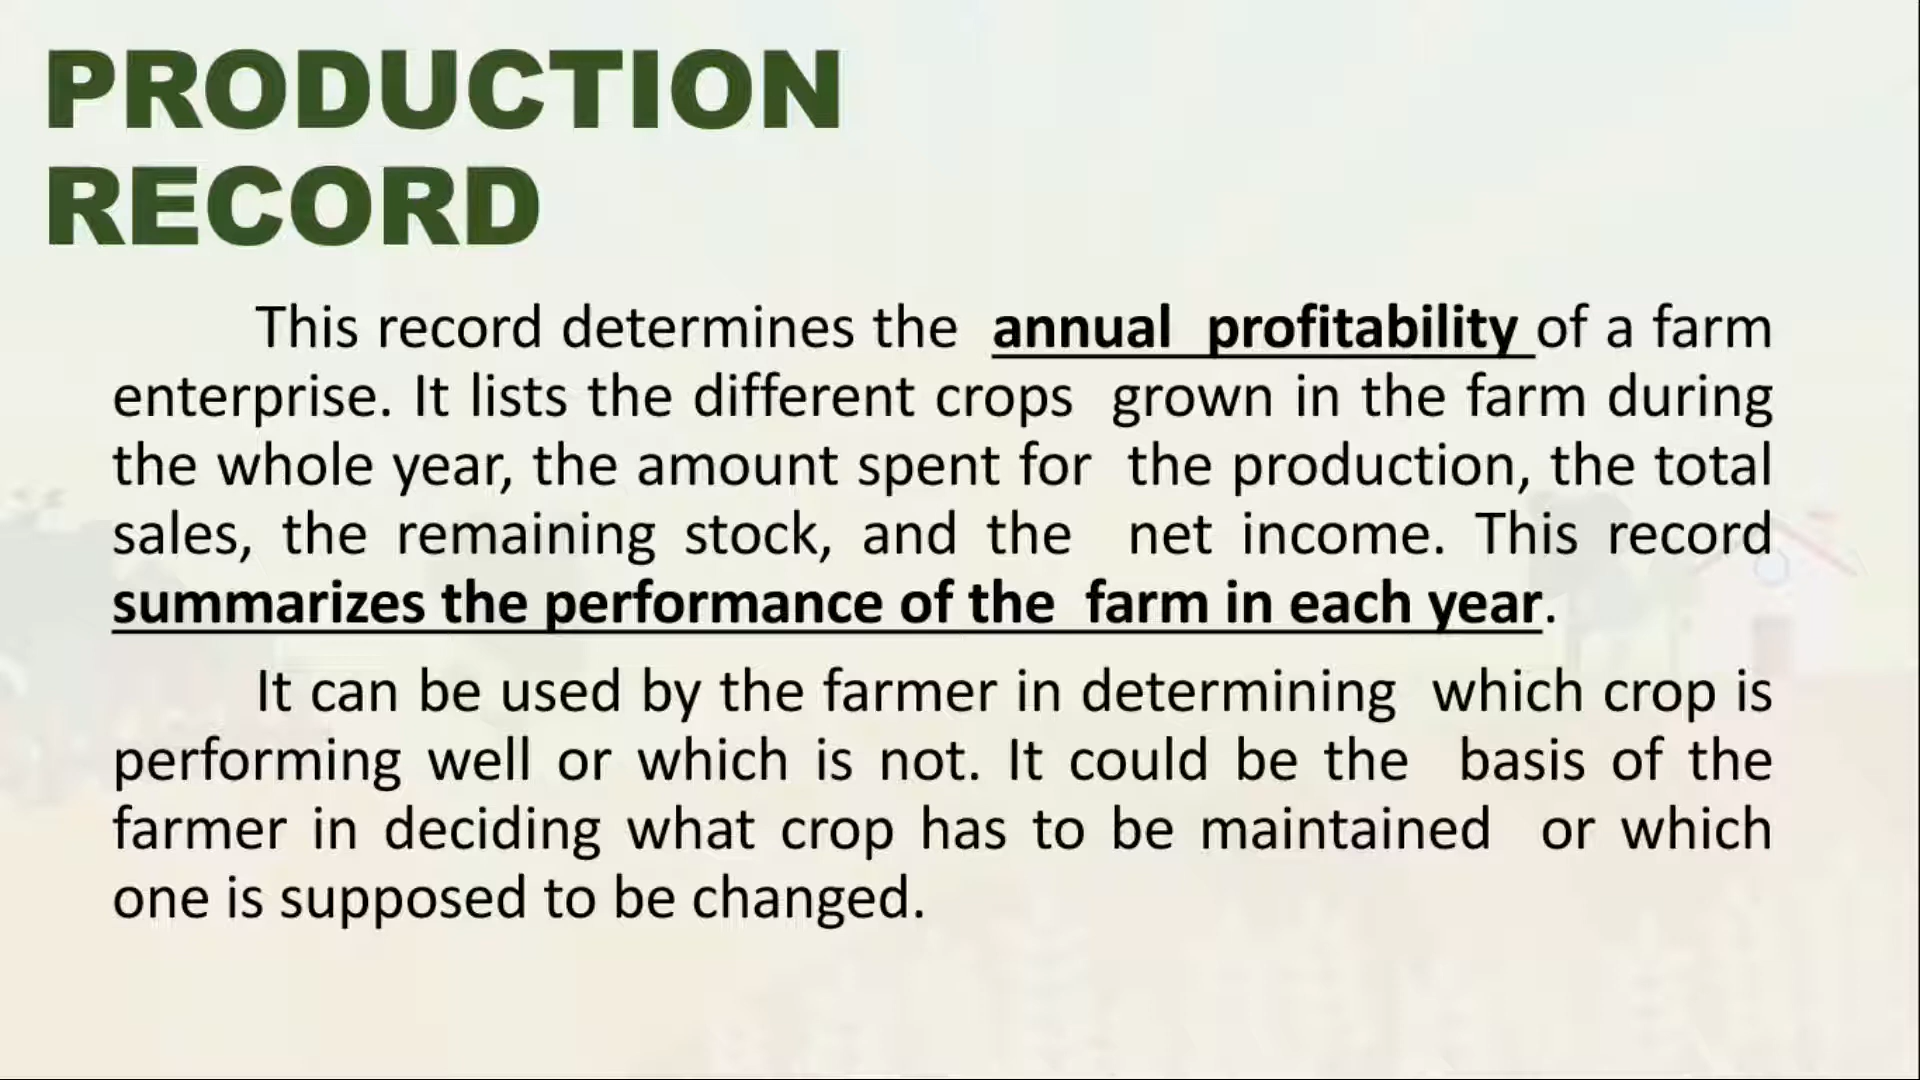 PRODUCTION
RECORD
This record determines the annual profitability of a farm
enterprise. It lists the different crops grown in the farm during
the whole year, the amount spent for the production, the total
sales, the remaining stock, and the net income. This record
summarizes the performance of the farm in each year.
It can be used by the farmer in determining which crop is
performing well or which is not. It could be the basis of the
farmer in deciding what crop has to be maintained or which
one is supposed to be changed.